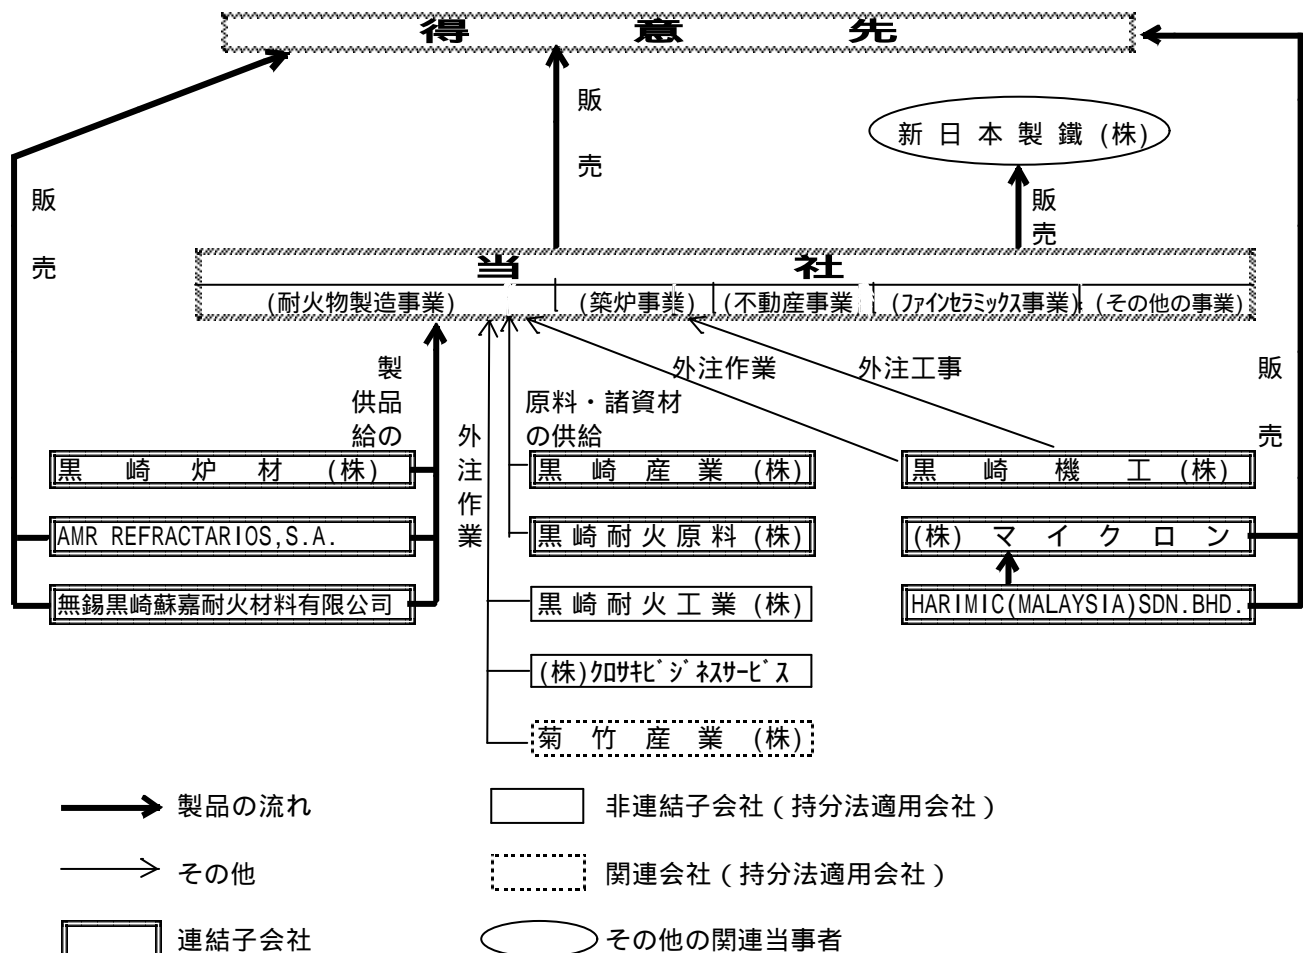 得意先
販売
新日本製鐵(株)
販売
販売
当社
(耐火物製造事業)
(築炉事業)
(不動産事業)
(ﾌｧｲﾝｾﾗﾐｯｸｽ事業)
(その他の事業)
製品の供給
外注作業
原料・諸資材
の供給
外注作業
外注工事
販売
黒崎炉材(株)
黒崎産業(株)
黒崎機工(株)
AMR REFRACTARIOS,S.A.
黒崎耐火原料(株)
(株)マイクロン
無錫黒崎蘇嘉耐火材料有限公司
黒崎耐火工業(株)
HARIMIC(MALAYSIA)SDN.BHD.
(株)ｸﾛｻｷﾋﾞｼﾞﾈｽｻｰﾋﾞｽ
菊竹産業(株)
製品の流れ
非連結子会社(持分法適用会社)
その他
関連会社(持分法適用会社)
連結子会社
その他の関連当事者